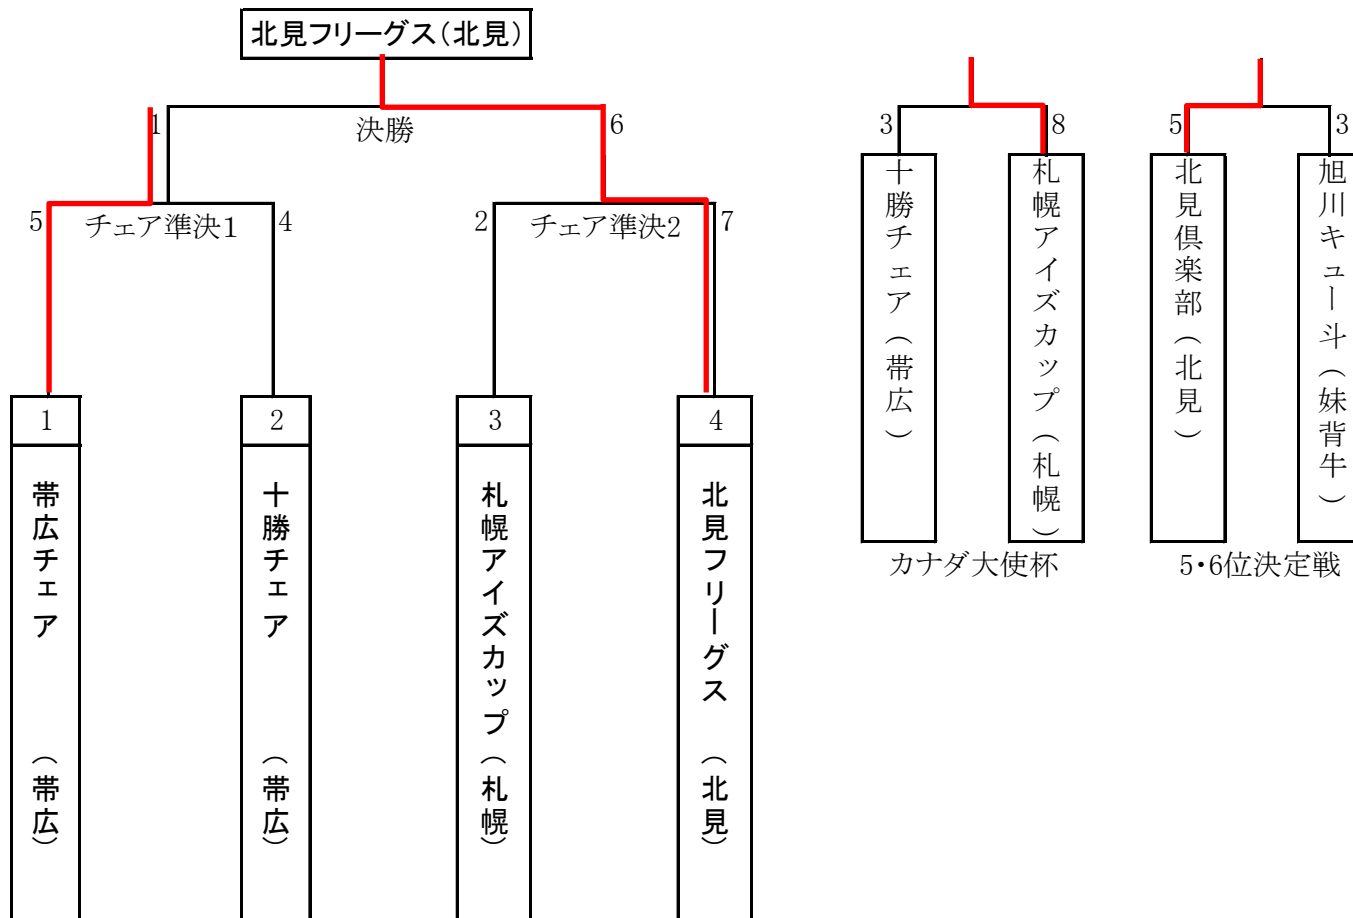 北見フリーグス(北見)
1
決勝
6
5
チェア準決1
4
2
チェア準決2
7
1
帯広チェア (帯広)
2
十勝チェア (帯広)
3
札幌アイズカップ(札幌)
4
北見フリーグス (北見)
3
8
十勝チェア(帯広)
札幌アイズカップ(札幌)
カナダ大使杯
5
3
北見倶楽部(北見)
旭川キュー斗(妹背牛)
5・6位決定戦